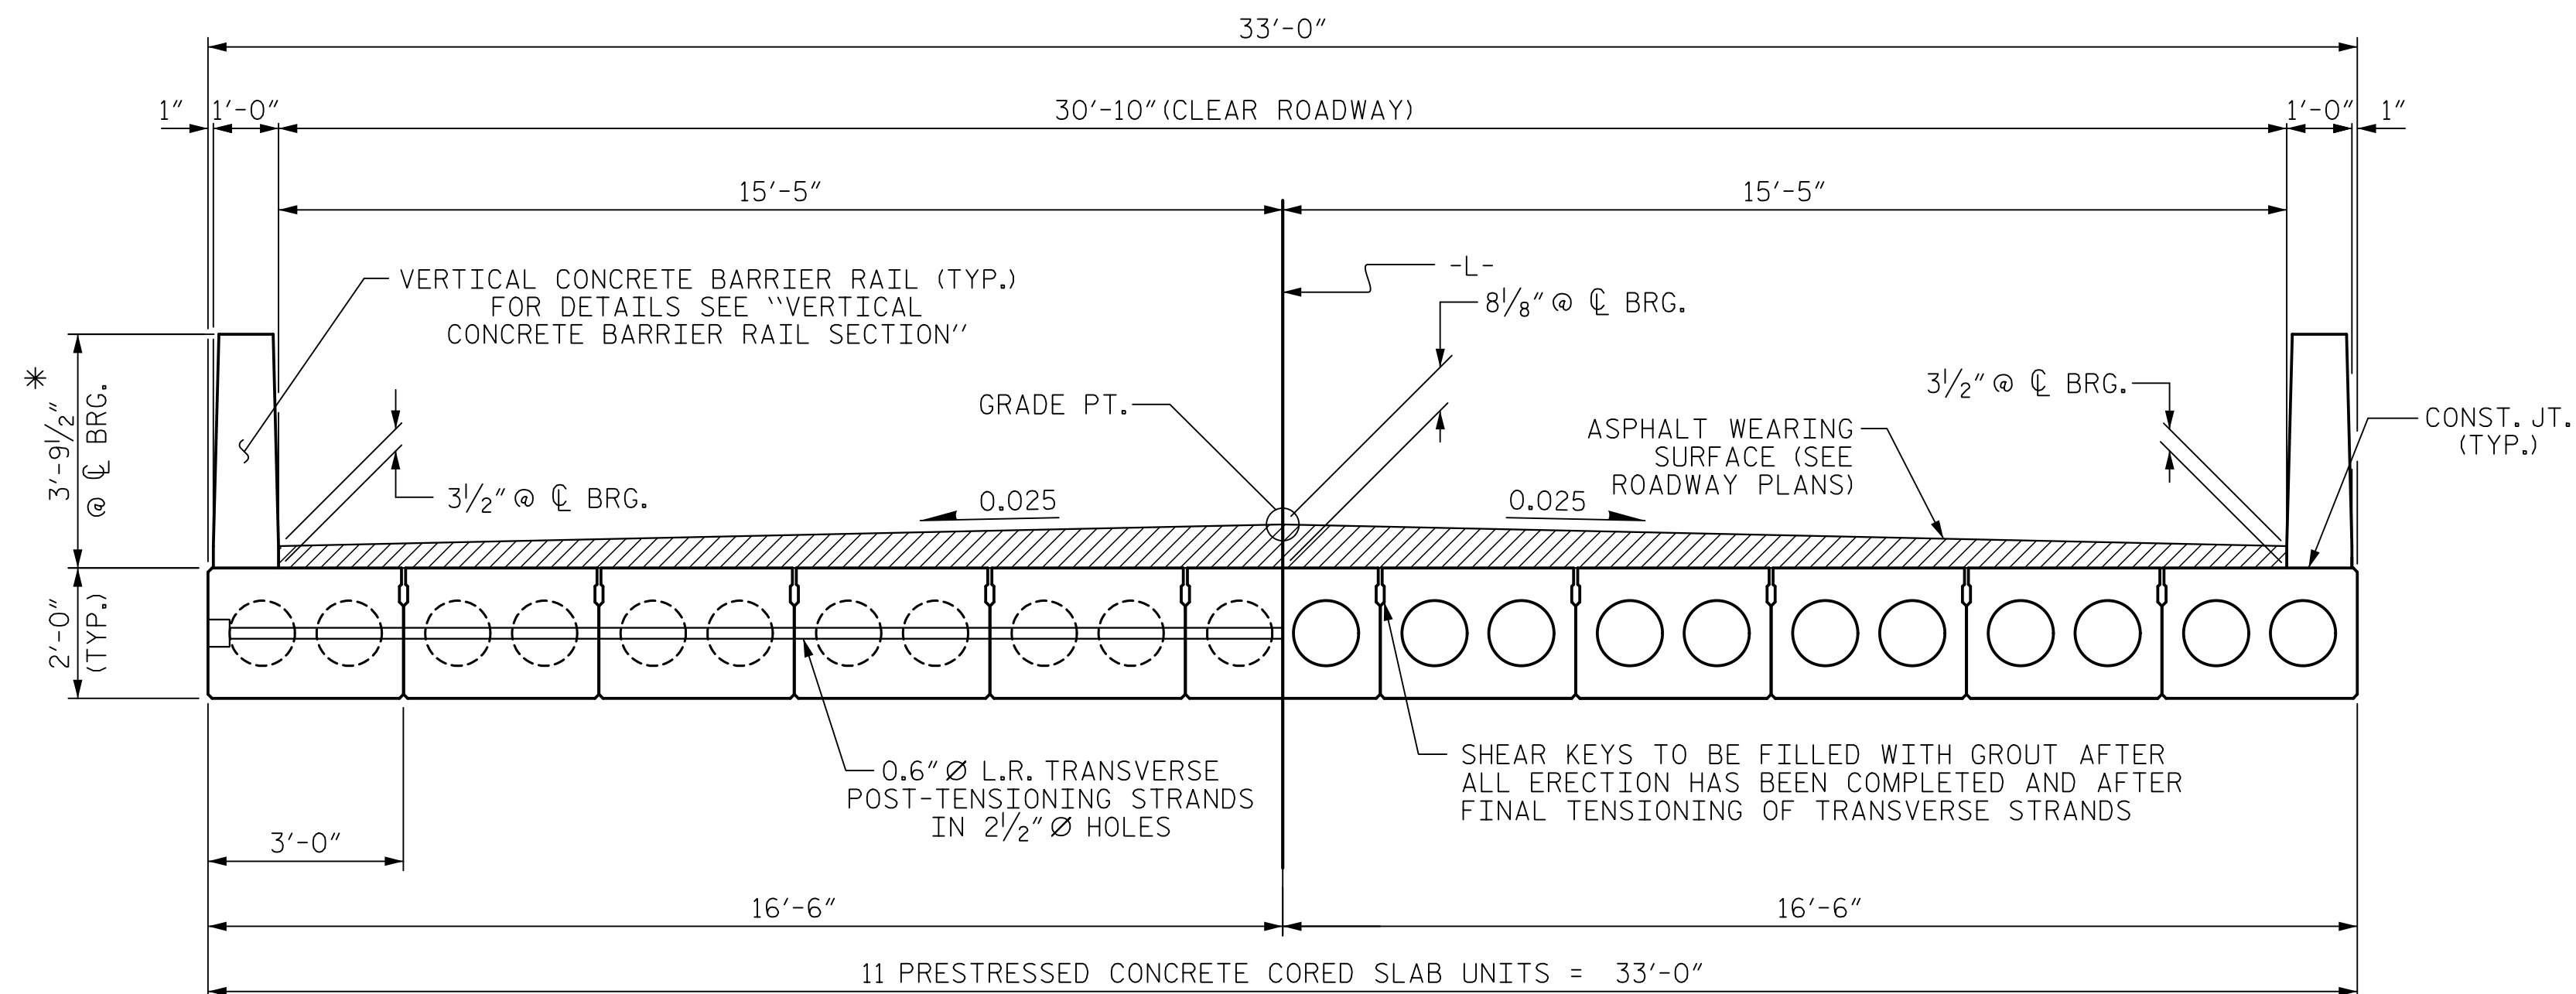 33'-0"
1" 1'-0" 30'-10"(CLEAR ROADWAY) 1'-0" 1"
15'-5" 15'-5"
VERTICAL CONCRETE BARRIER RAIL (TYP.)
FOR DETAILS SEE "VERTICAL
CONCRETE BARRIER RAIL SECTION"
-L-
8 1/8" @ ℄ BRG.
GRADE PT.
3 1/2" @ ℄ BRG.
ASPHALT WEARING
SURFACE (SEE
ROADWAY PLANS)
CONST. JT.
(TYP.)
*
3'-9 1/2"
@ ℄ BRG.
3 1/2" @ ℄ BRG.
0.025 0.025
2'-0"
(TYP.)
0.6" Ø L.R. TRANSVERSE
POST-TENSIONING STRANDS
IN 2 1/2" Ø HOLES
SHEAR KEYS TO BE FILLED WITH GROUT AFTER
ALL ERECTION HAS BEEN COMPLETED AND AFTER
FINAL TENSIONING OF TRANSVERSE STRANDS
3'-0"
16'-6" 16'-6"
11 PRESTRESSED CONCRETE CORED SLAB UNITS = 33'-0"